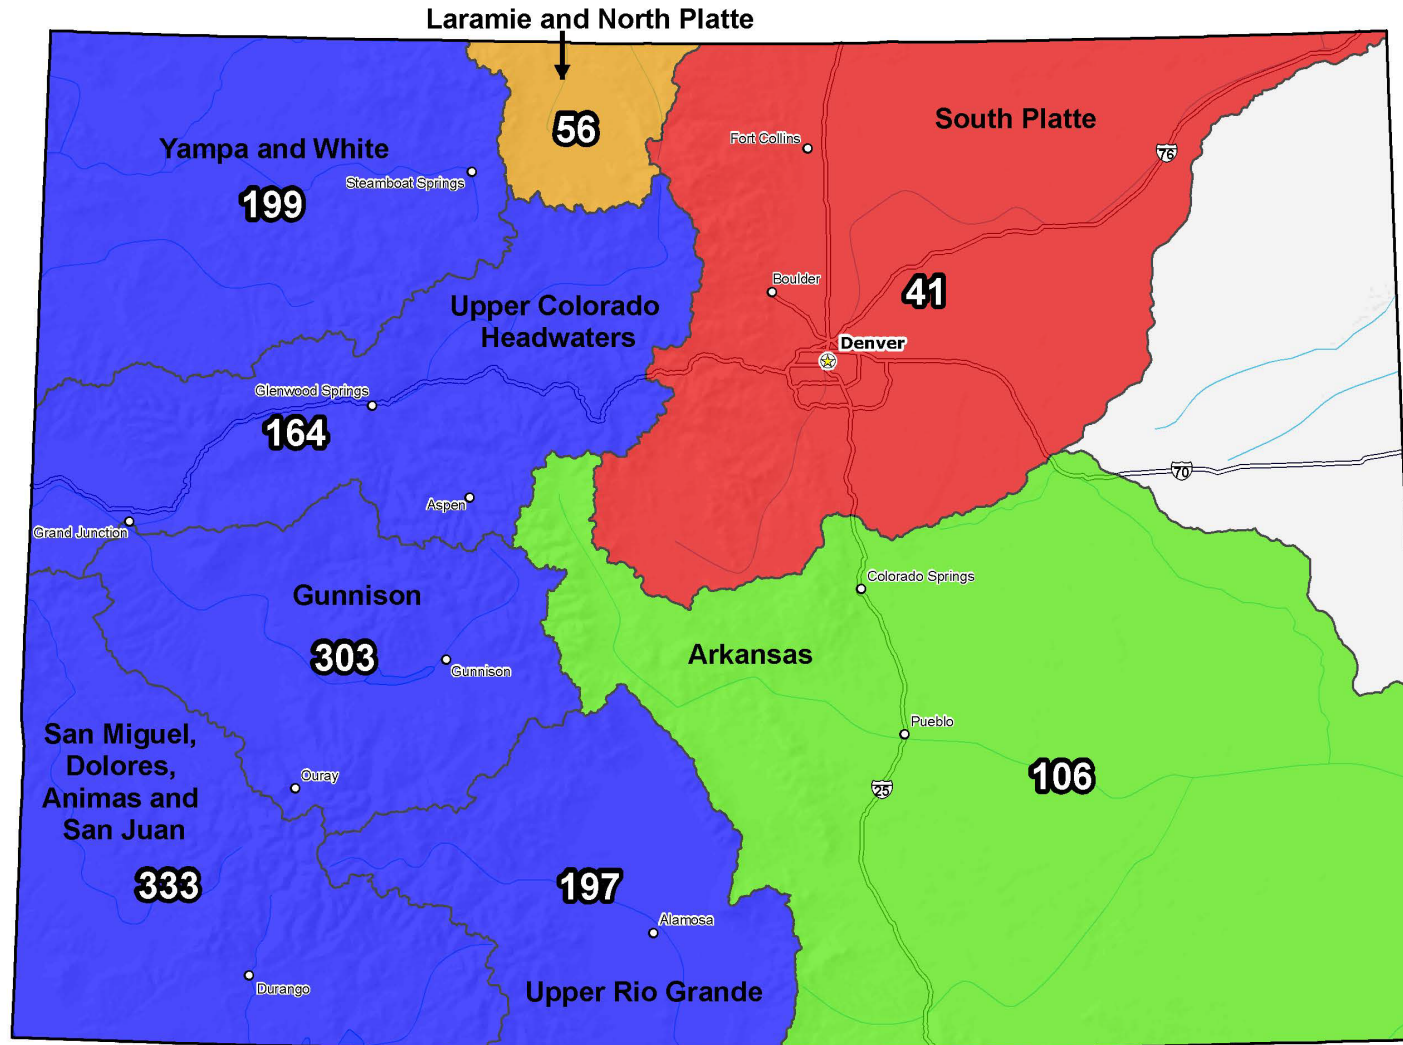 Laramie and North Platte
56
South Platte
Fort Collins
76
Yampa and White
Steamboat Springs
199
Boulder
41
Upper Colorado
Headwaters
Denver
Glenwood Springs
164
70
Aspen
Grand Junction
Colorado Springs
Gunnison
303
Gunnison
Arkansas
San Miguel,
Dolores,
Animas and
San Juan
Pueblo
Ouray
106
25
333
197
Alamosa
Durango
Upper Rio Grande